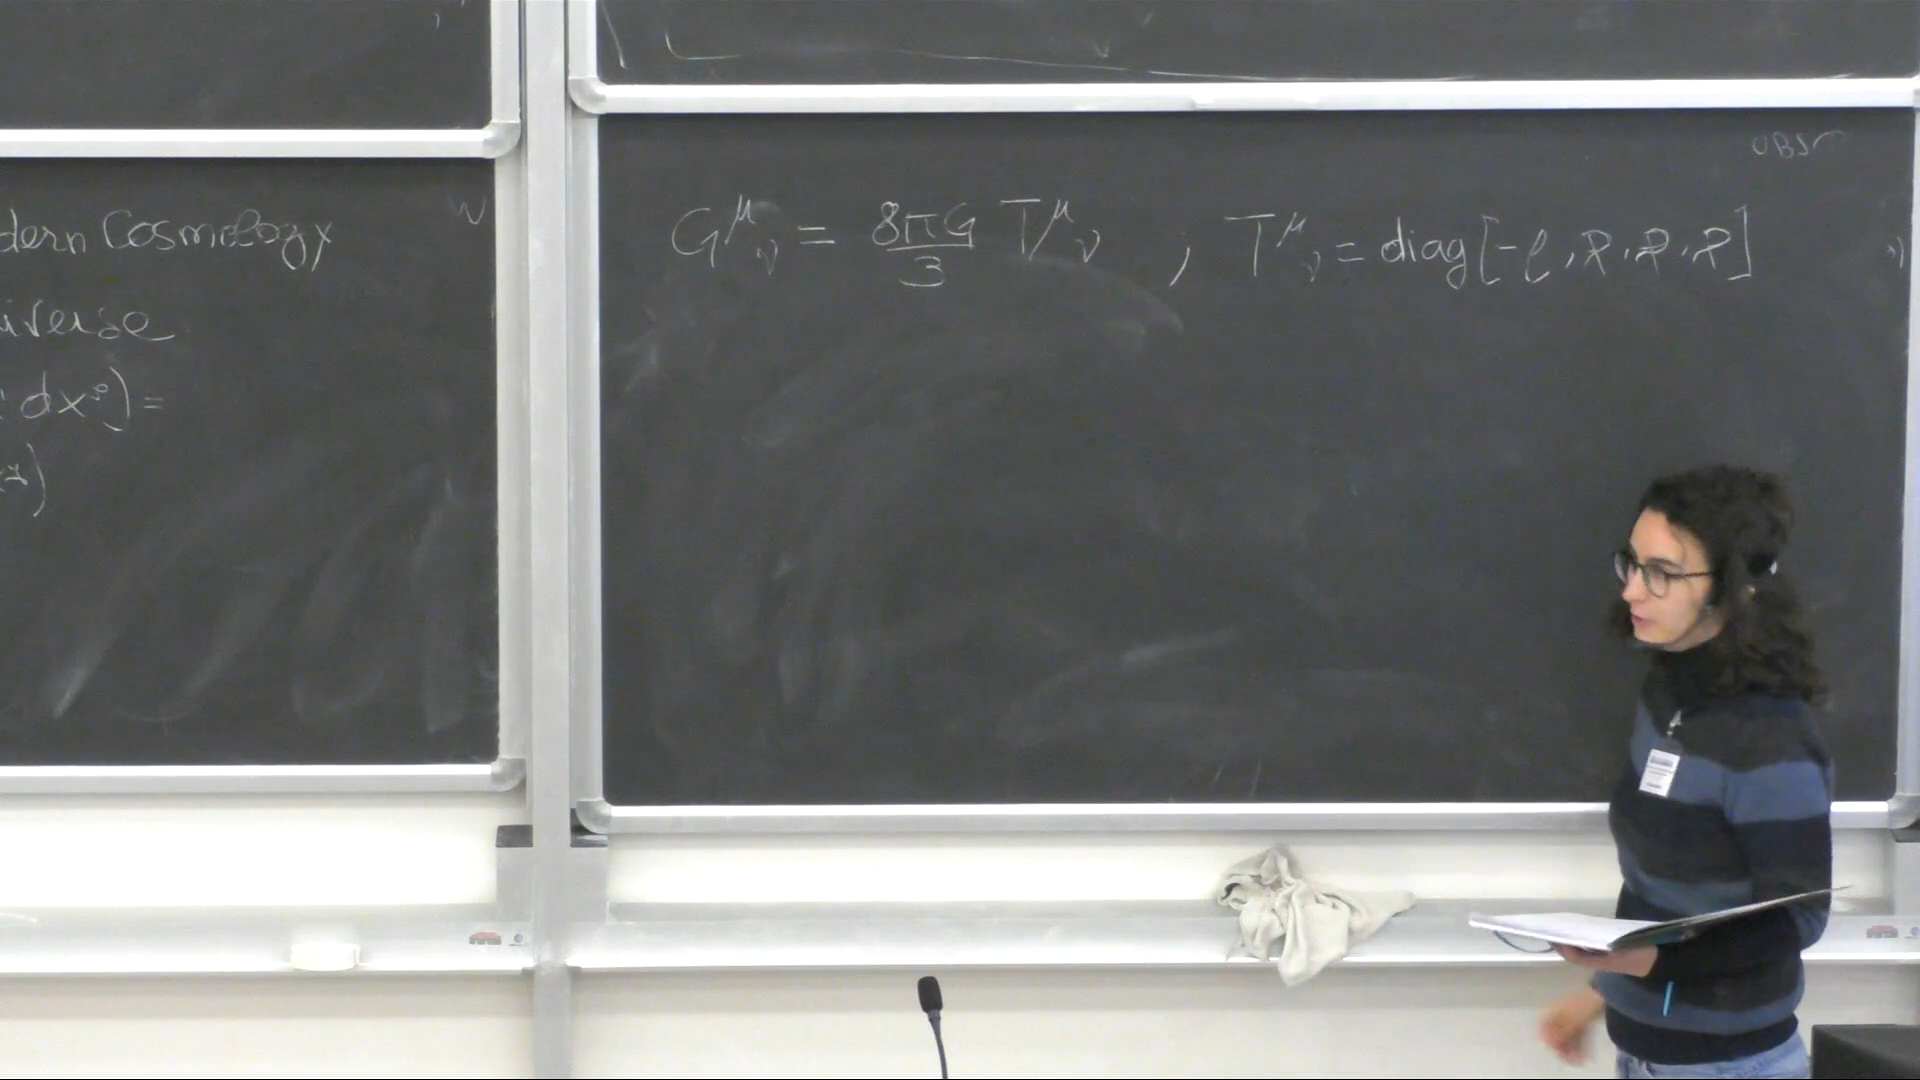 dern Cosmology
iverse
dx²) =
OBS
G^μ_ν = 8πG/3 T^μ_ν ; T^μ_ν = diag[-ρ, P, P, P]